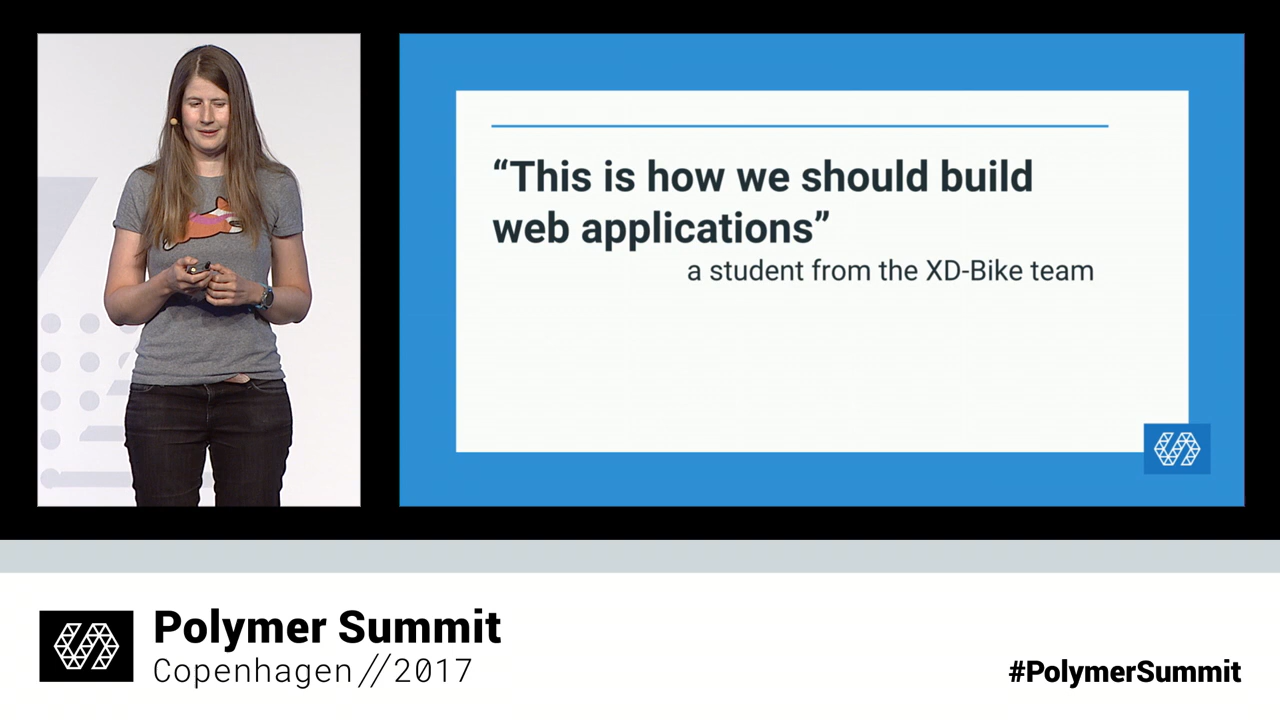 “This is how we should build
web applications”
a student from the XD-Bike team
Polymer Summit
Copenhagen//2017
#PolymerSummit